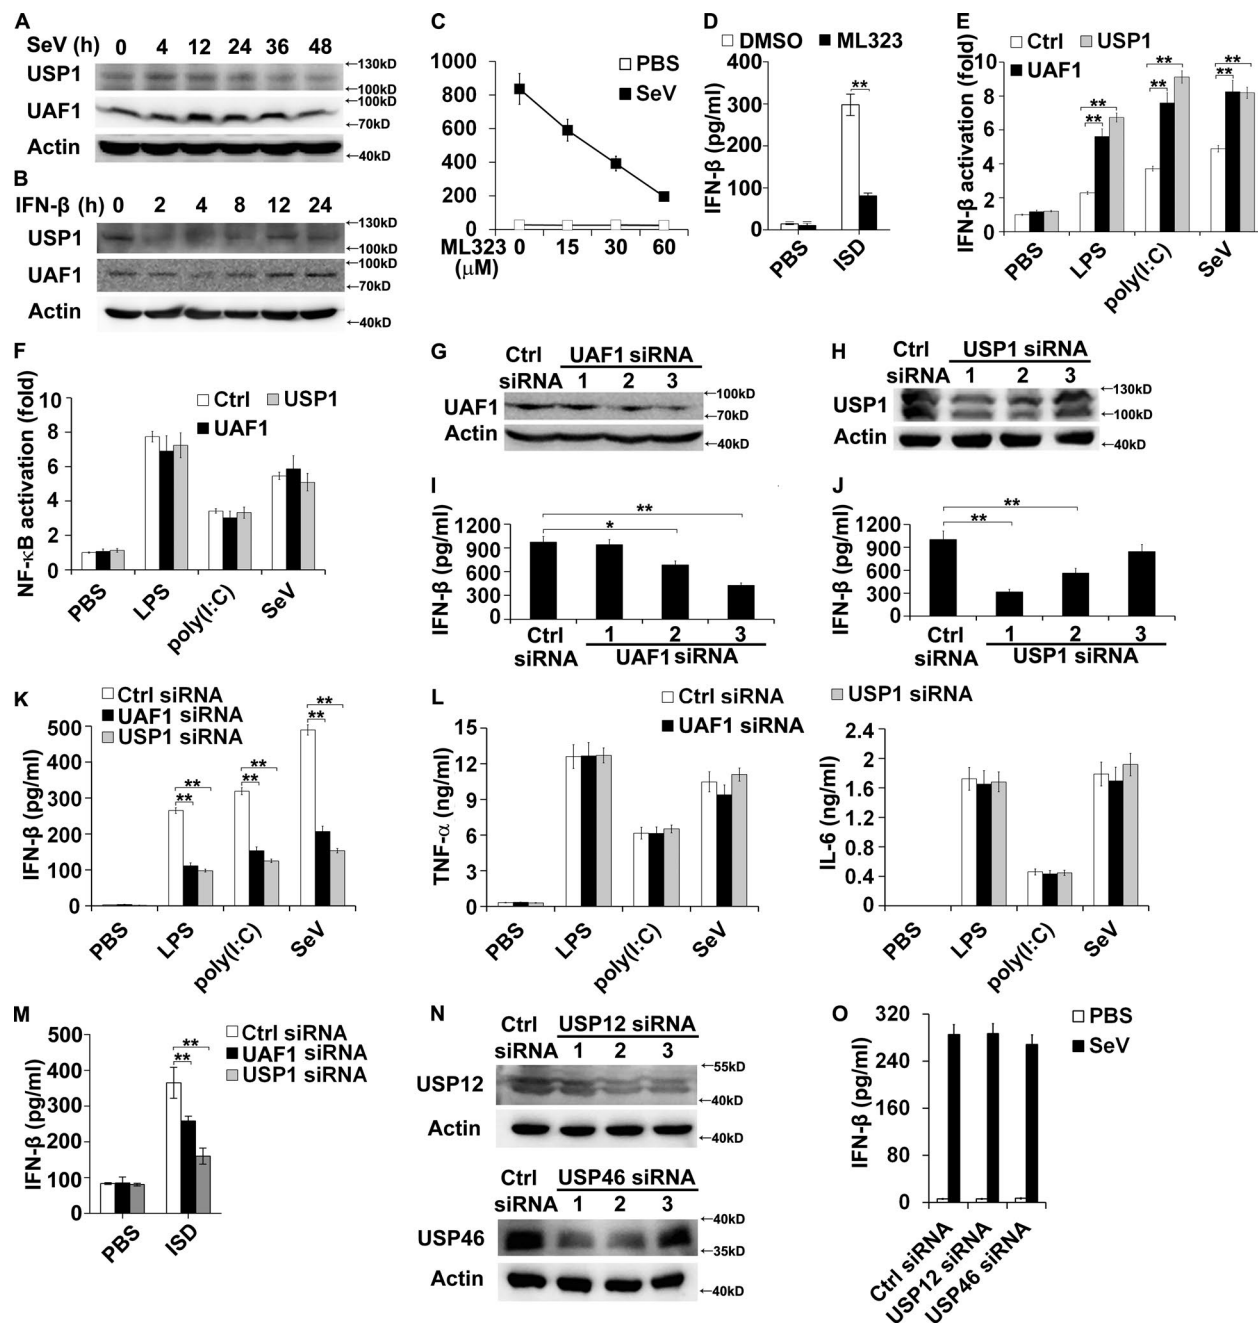 A
SeV (h) 0 4 12 24 36 48
USP1
←130kD
←100kD
UAF1
←100kD
←70kD
Actin
←40kD
B
IFN-β (h) 0 2 4 8 12 24
USP1
←130kD
←100kD
UAF1
←100kD
←70kD
Actin
←40kD
C
1000
800
600
400
200
0
PBS
SeV
ML323 0 15 30 60
(μM)
D
DMSO ML323
IFN-β (pg/ml)
400
300
200
100
0
**
PBS ISD
E
Ctrl USP1
UAF1
IFN-β activation (fold)
10
8
6
4
2
0
** ** **
** ** **
PBS LPS poly(I:C) SeV
F
NF-κB activation (fold)
10
8
6
4
2
0
Ctrl USP1
UAF1
PBS LPS poly(I:C) SeV
G
Ctrl UAF1 siRNA
siRNA 1 2 3
UAF1
←100kD
←70kD
Actin
←40kD
H
Ctrl USP1 siRNA
siRNA 1 2 3
USP1
←130kD
←100kD
Actin
←40kD
I
IFN-β (pg/ml)
1200
900
600
300
0
**
*
Ctrl 1 2 3
siRNA UAF1 siRNA
J
IFN-β (pg/ml)
1200
900
600
300
0
**
**
Ctrl 1 2 3
siRNA USP1 siRNA
K
Ctrl siRNA
UAF1 siRNA
USP1 siRNA
IFN-β (pg/ml)
500
400
300
200
100
0
** ** **
** ** **
PBS LPS poly(I:C) SeV
L
Ctrl siRNA USP1 siRNA
UAF1 siRNA
TNF-α (ng/ml)
15
12
9
6
3
0
PBS LPS poly(I:C) SeV
IL-6 (ng/ml)
2.4
2
1.6
1.2
0.8
0.4
0
PBS LPS poly(I:C) SeV
M
Ctrl siRNA
UAF1 siRNA
USP1 siRNA
IFN-β (pg/ml)
500
400
300
200
100
0
**
**
PBS ISD
N
Ctrl USP12 siRNA
siRNA 1 2 3
USP12
←55kD
←40kD
Actin
←40kD
Ctrl USP46 siRNA
siRNA 1 2 3
USP46
←40kD
←35kD
Actin
←40kD
O
PBS
SeV
IFN-β (pg/ml)
320
240
160
80
0
Ctrl siRNA
USP12 siRNA
USP46 siRNA